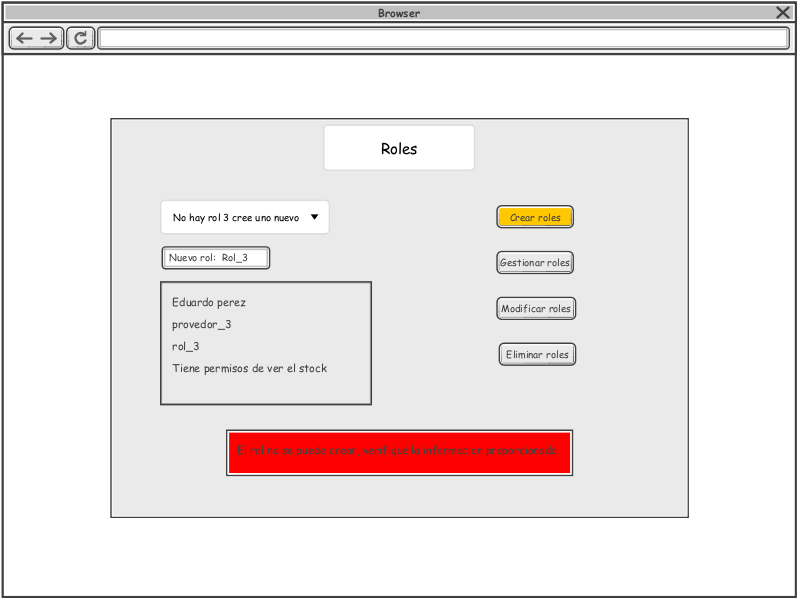 Browser
Roles
No hay rol 3 cree uno nuevo
Crear roles
Nuevo rol: Rol_3
Gestionar roles
Eduardo perez
provedor_3
rol_3
Tiene permisos de ver el stock
Modificar roles
Eliminar roles
El rol no se puede crear, verifique la informacion proporcionada